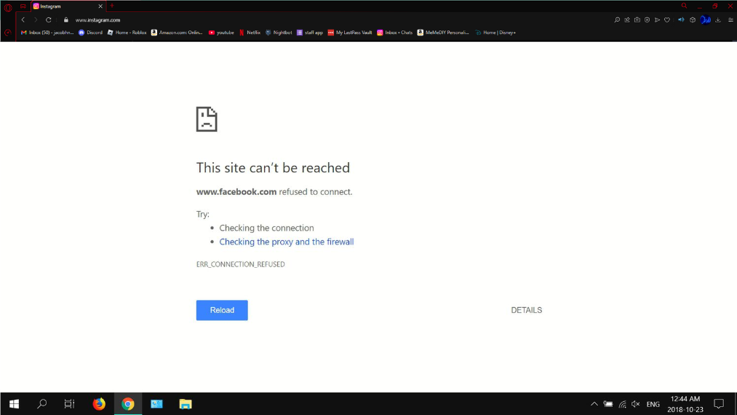 Instagram
www.instagram.com
Inbox (50) - jacobfm... Discord Home - Roblox Amazon.com: Onlin... youtube Netflix Nightbot staff app My LastPass Vault Inbox • Chats MaMaDIY Personali... Home | Disney+
This site can't be reached
www.facebook.com refused to connect.
Try:
• Checking the connection
• Checking the proxy and the firewall
ERR_CONNECTION_REFUSED
Reload
DETAILS
ENG
12:44 AM
2018-10-23